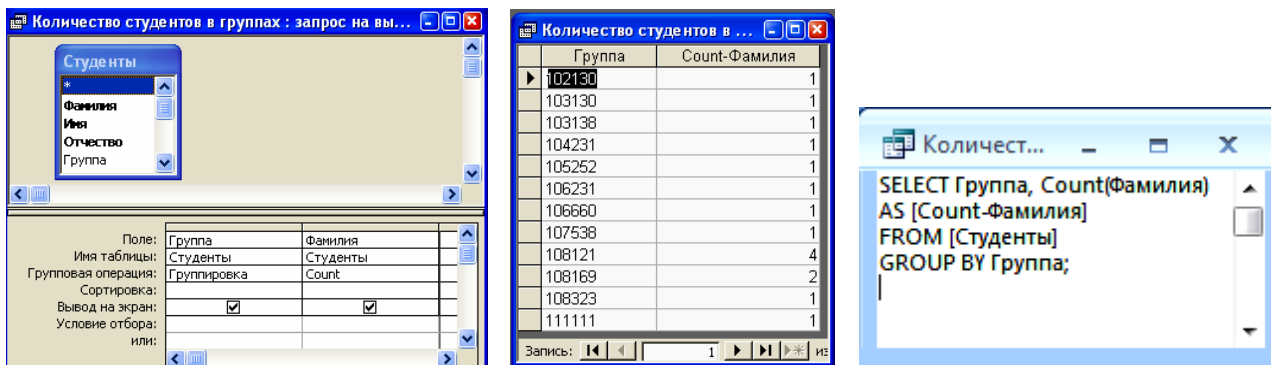 Количество студентов в группах : запрос на вы...
Студенты
*
Фамилия
Имя
Отчество
Группа
Поле: Группа Фамилия
Имя таблицы: Студенты Студенты
Групповая операция: Группировка Count
Сортировка:
Вывод на экран:
Условие отбора:
или:
Количество студентов в ...
Группа Count-Фамилия
102130 1
103130 1
103138 1
104231 1
105252 1
106231 1
106660 1
107538 1
108121 4
108169 2
108323 1
111111 1
Запись: 1 из
Количест...
SELECT Группа, Count(Фамилия)
AS [Count-Фамилия]
FROM [Студенты]
GROUP BY Группа;